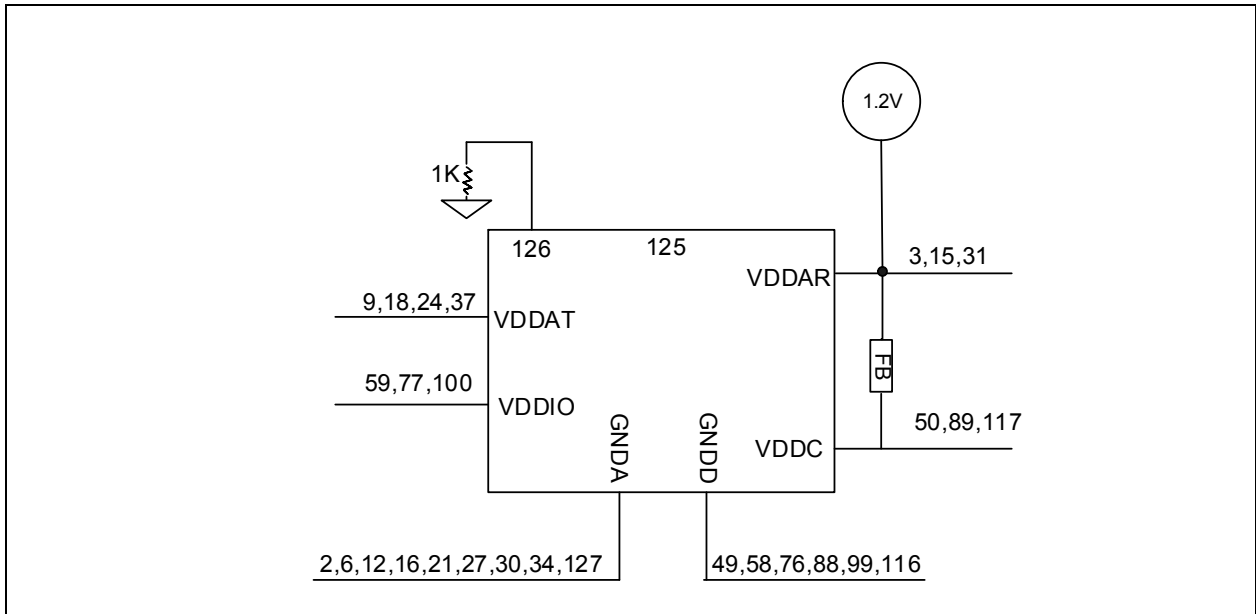 1.2V
1K
126
125
VDDAR
3,15,31
9,18,24,37
VDDAT
FB
59,77,100
VDDIO
GNDA
GNDD
VDDC
50,89,117
2,6,12,16,21,27,30,34,127
49,58,76,88,99,116